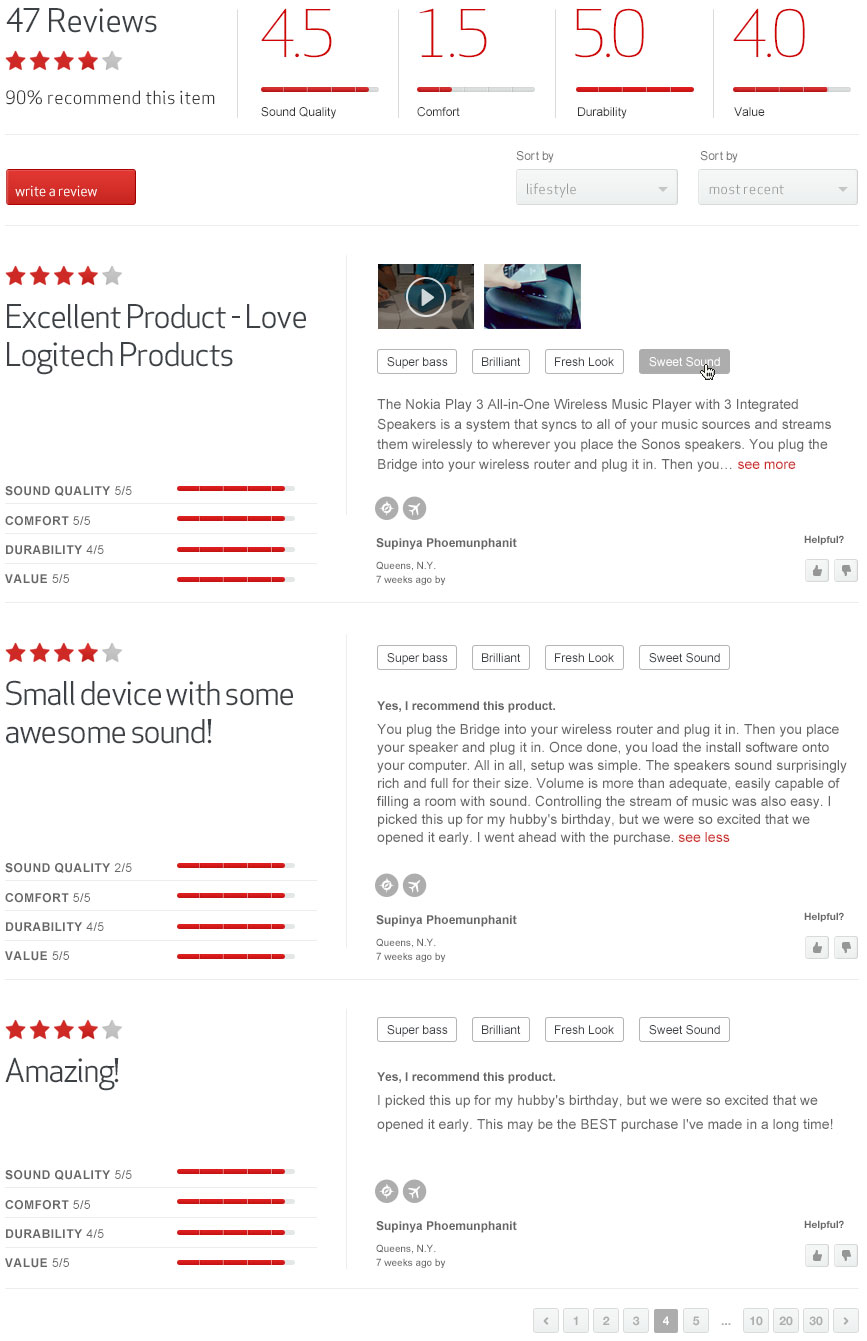 47 Reviews
90% recommend this item
4.5
Sound Quality
1.5
Comfort
5.0
Durability
4.0
Value
write a review
Sort by
lifestyle
Sort by
most recent
Excellent Product - Love
Logitech Products
SOUND QUALITY 5/5
COMFORT 5/5
DURABILITY 4/5
VALUE 5/5
Super bass
Brilliant
Fresh Look
Sweet Sound
The Nokia Play 3 All-in-One Wireless Music Player with 3 Integrated
Speakers is a system that syncs to all of your music sources and streams
them wirelessly to wherever you place the Sonos speakers. You plug the
Bridge into your wireless router and plug it in. Then you... see more
Supinya Phoemunphanit
Queens, N.Y.
7 weeks ago by
Helpful?
Small device with some
awesome sound!
SOUND QUALITY 2/5
COMFORT 5/5
DURABILITY 4/5
VALUE 5/5
Super bass
Brilliant
Fresh Look
Sweet Sound
Yes, I recommend this product.
You plug the Bridge into your wireless router and plug it in. Then you place
your speaker and plug it in. Once done, you load the install software onto
your computer. All in all, setup was simple. The speakers sound surprisingly
rich and full for their size. Volume is more than adequate, easily capable of
filling a room with sound. Controlling the stream of music was also easy. I
picked this up for my hubby's birthday, but we were so excited that we
opened it early. I went ahead with the purchase. see less
Supinya Phoemunphanit
Queens, N.Y.
7 weeks ago by
Helpful?
Amazing!
SOUND QUALITY 5/5
COMFORT 5/5
DURABILITY 4/5
VALUE 5/5
Super bass
Brilliant
Fresh Look
Sweet Sound
Yes, I recommend this product.
I picked this up for my hubby's birthday, but we were so excited that we
opened it early. This may be the BEST purchase I've made in a long time!
Supinya Phoemunphanit
Queens, N.Y.
7 weeks ago by
Helpful?
‹ 1 2 3 4 5 ... 10 20 30 ›